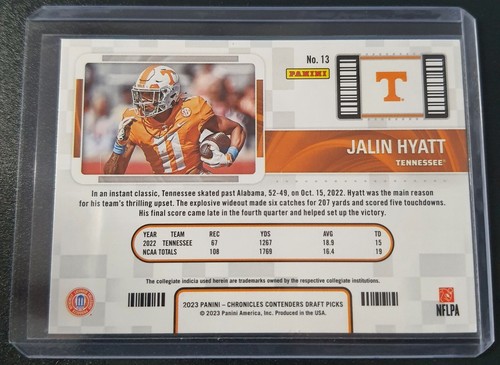 No. 13
PANINI
T
T
11
JALIN HYATT
TENNESSEE
In an instant classic, Tennessee skated past Alabama, 52-49, on Oct. 15, 2022. Hyatt was the main reason
for his team's thrilling upset. The explosive wideout made six catches for 207 yards and scored five touchdowns.
His final score came late in the fourth quarter and helped set up the victory.
YEAR TEAM REC YDS AVG TD
2022 TENNESSEE 67 1267 18.9 15
NCAA TOTALS 108 1769 16.4 19
The collegiate indicia used herein are trademarks owned by the respective collegiate institutions.
2023 PANINI – CHRONICLES CONTENDERS DRAFT PICKS
© 2023 Panini America, Inc. Produced in the USA.
NFLPA